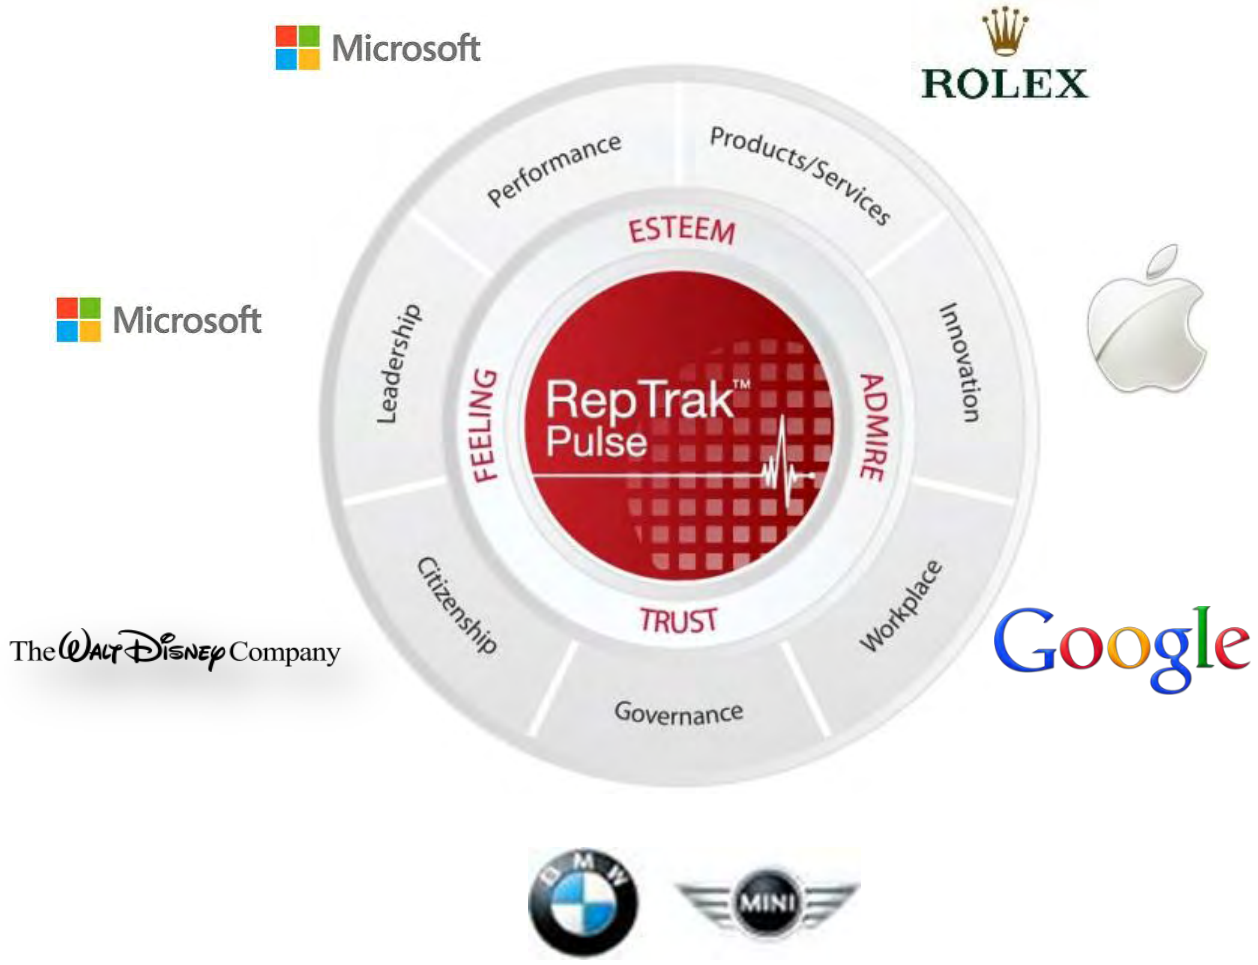 Microsoft
ROLEX
Performance
Products/Services
ESTEEM
Microsoft
Leadership
Innovation
FEELING
ADMIRE
RepTrak™
Pulse
Citizenship
Workplace
TRUST
The WALT DISNEY Company
Google
Governance
BMW
MINI